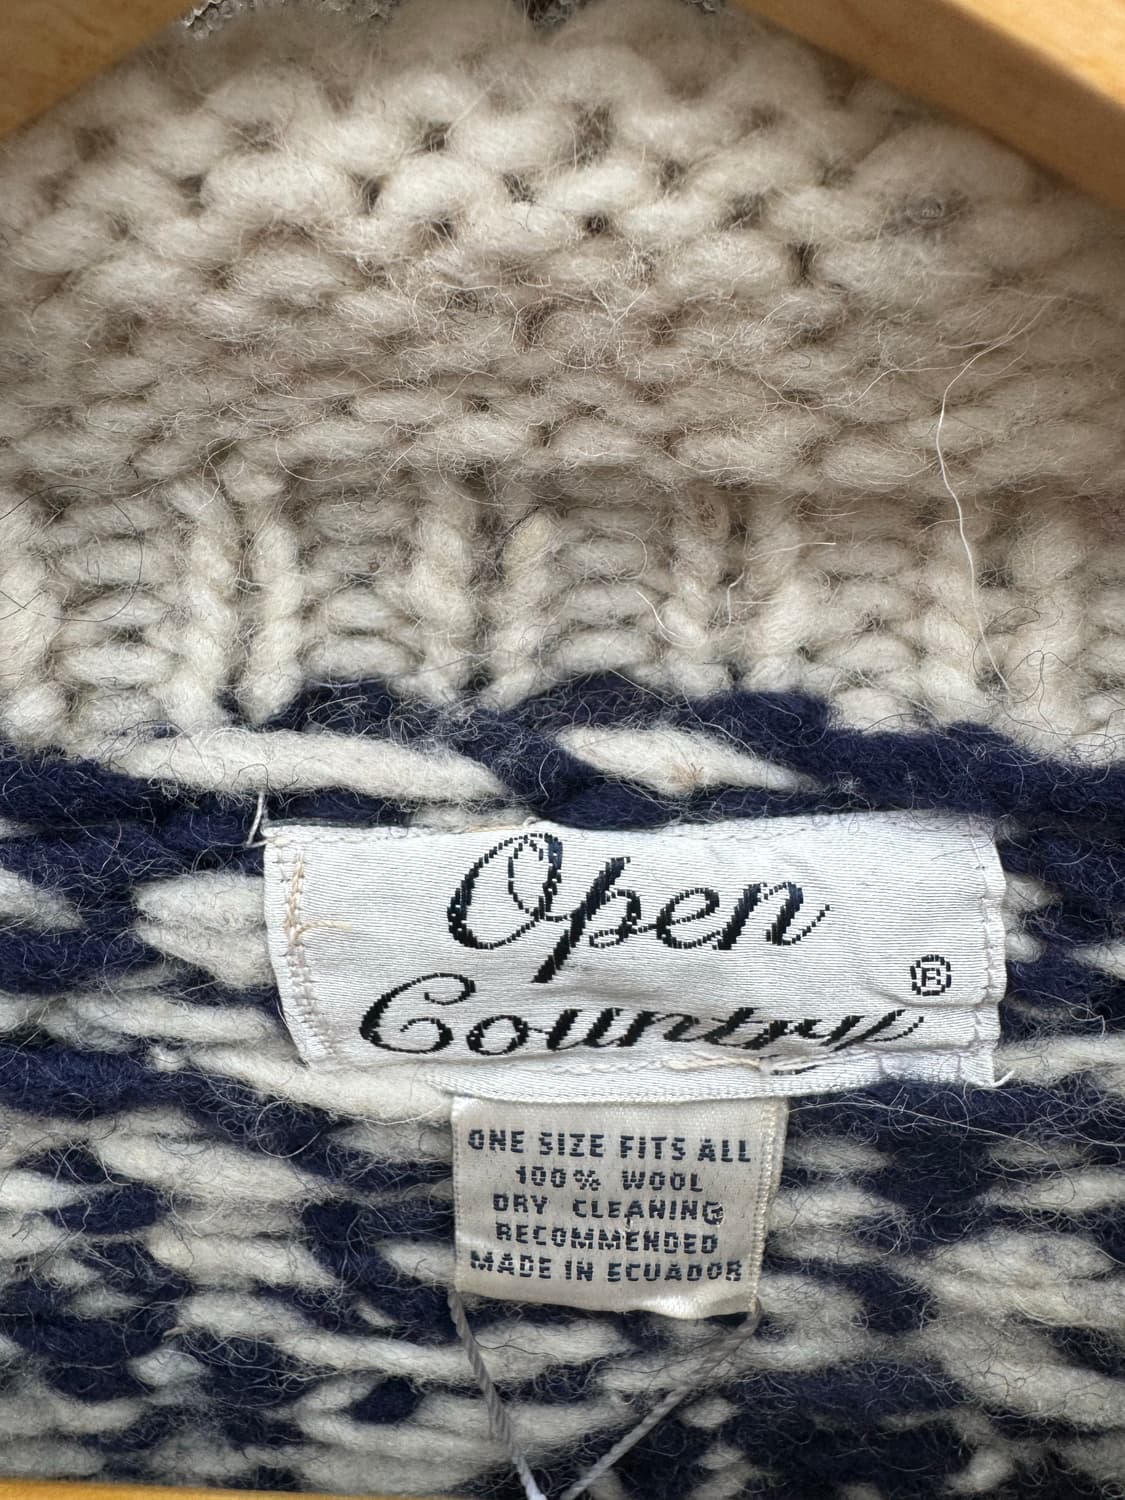 Open
Country ®
ONE SIZE FITS ALL
100% WOOL
DRY CLEANING
RECOMMENDED
MADE IN ECUADOR